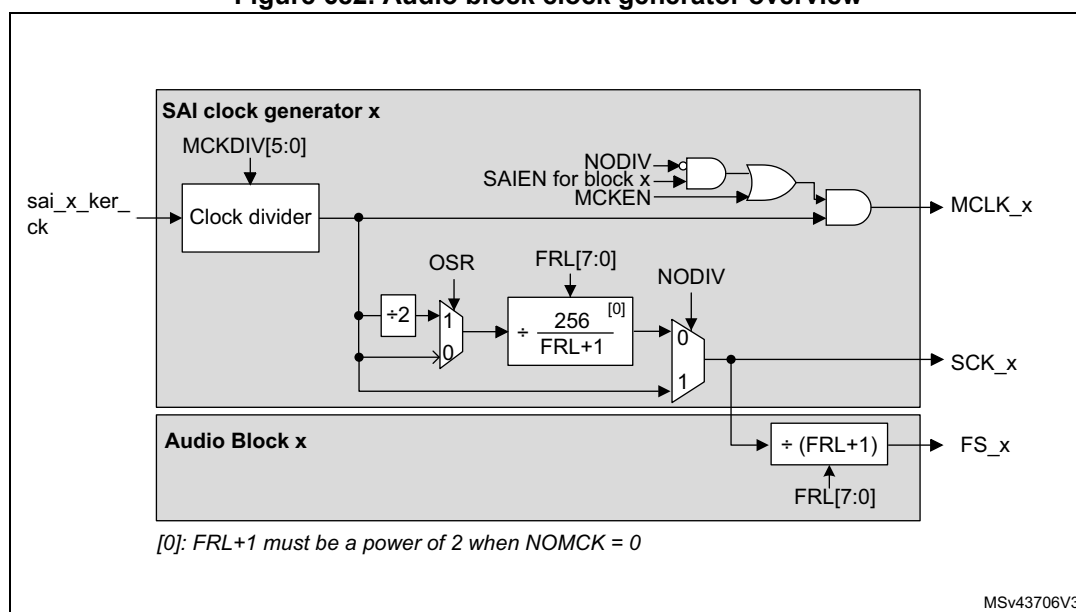 Figure 682. Audio block clock generator overview
SAI clock generator x
MCKDIV[5:0]
NODIV
SAIEN for block x
MCKEN
sai_x_ker_
ck
Clock divider
MCLK_x
OSR
FRL[7:0]
NODIV
÷2
1
0
÷
256
FRL+1
[0]
0
1
SCK_x
Audio Block x
÷ (FRL+1)
FS_x
FRL[7:0]
[0]: FRL+1 must be a power of 2 when NOMCK = 0
MSv43706V3